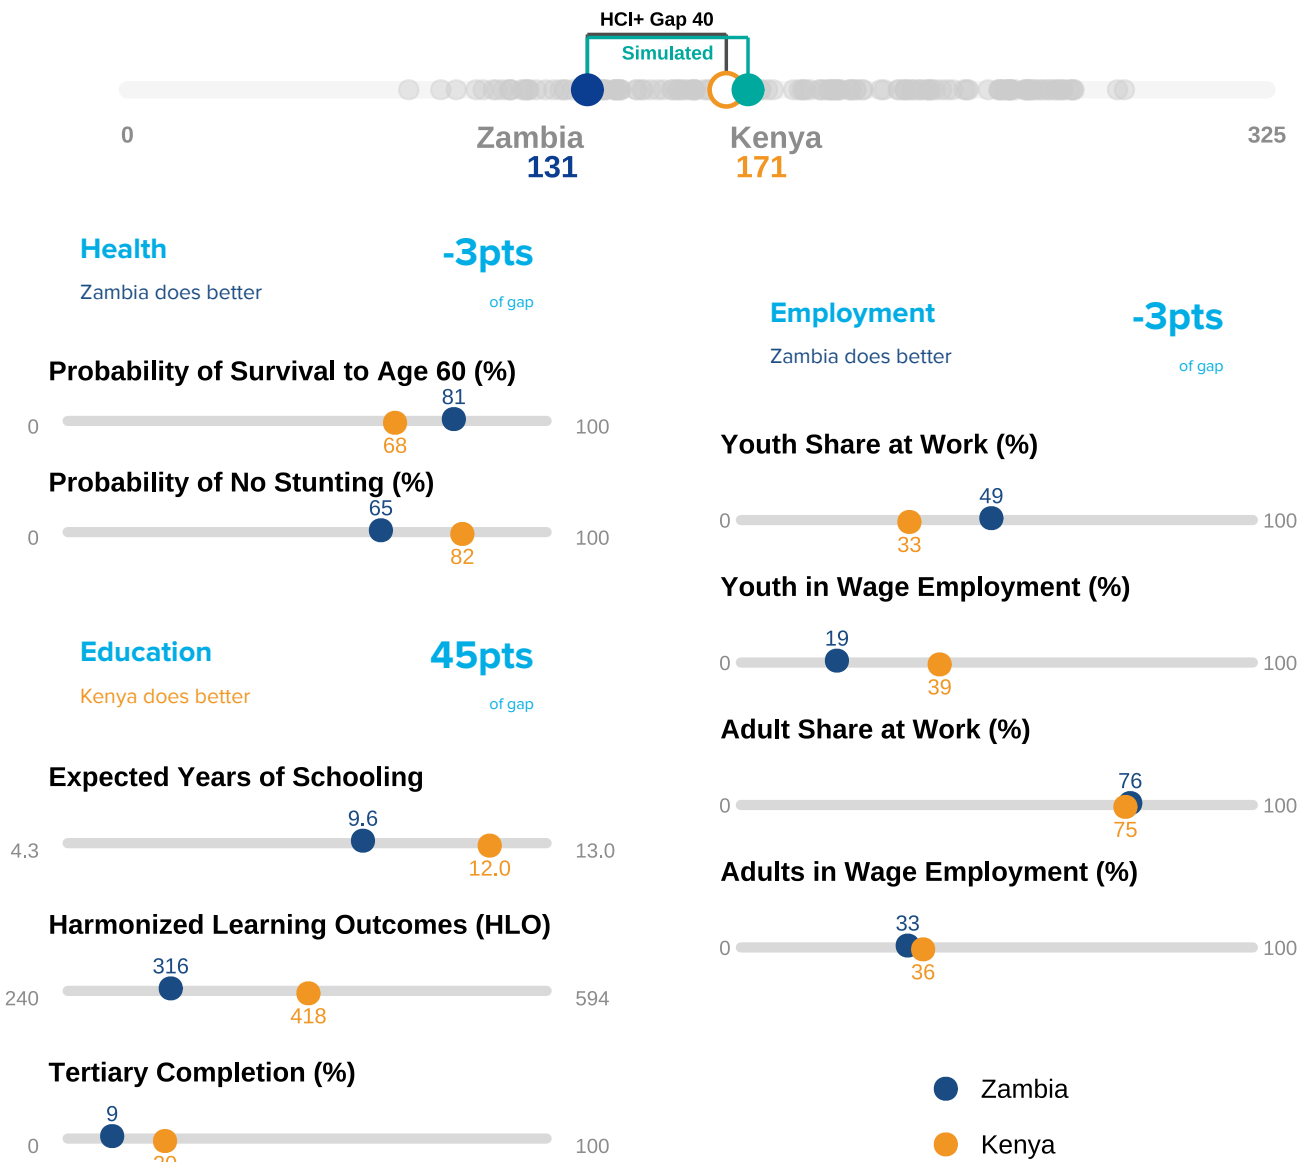 HCI+ Gap 40
Simulated
0
325
Zambia
131
Kenya
171
Health
-3pts
Zambia does better
of gap
Probability of Survival to Age 60 (%)
81
0
100
68
Probability of No Stunting (%)
65
0
100
82
Education
45pts
Kenya does better
of gap
Expected Years of Schooling
9.6
4.3
13.0
12.0
Harmonized Learning Outcomes (HLO)
316
240
594
418
Tertiary Completion (%)
9
0
100
Employment
-3pts
Zambia does better
of gap
Youth Share at Work (%)
49
0
100
33
Youth in Wage Employment (%)
19
0
100
39
Adult Share at Work (%)
76
0
100
75
Adults in Wage Employment (%)
33
0
100
36
Zambia
Kenya